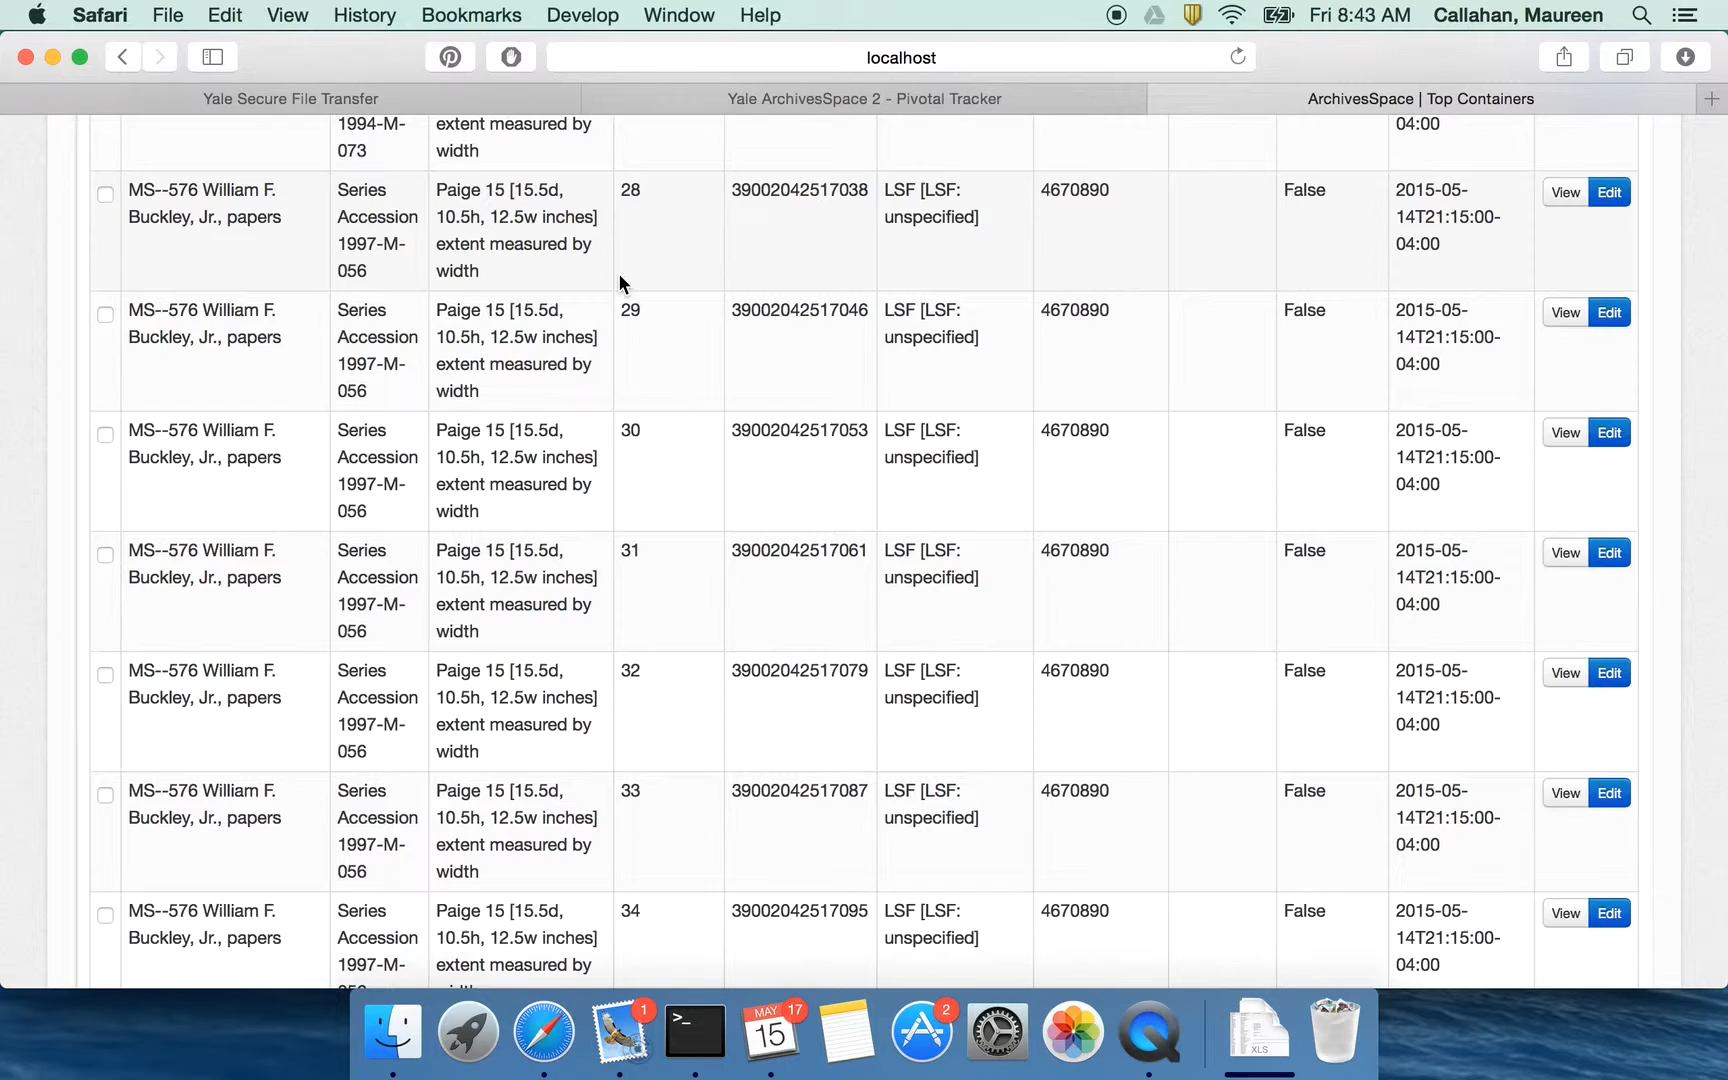 Safari File Edit View History Bookmarks Develop Window Help Fri 8:43 AM Callahan, Maureen
localhost
Yale Secure File Transfer Yale ArchivesSpace 2 - Pivotal Tracker ArchivesSpace | Top Containers
1994-M-
073
extent measured by
width
04:00
MS--576 William F.
Buckley, Jr., papers
Series
Accession
1997-M-
056
Paige 15 [15.5d,
10.5h, 12.5w inches]
extent measured by
width
28
39002042517038
LSF [LSF:
unspecified]
4670890
False
2015-05-
14T21:15:00-
04:00
View Edit
MS--576 William F.
Buckley, Jr., papers
Series
Accession
1997-M-
056
Paige 15 [15.5d,
10.5h, 12.5w inches]
extent measured by
width
29
39002042517046
LSF [LSF:
unspecified]
4670890
False
2015-05-
14T21:15:00-
04:00
View Edit
MS--576 William F.
Buckley, Jr., papers
Series
Accession
1997-M-
056
Paige 15 [15.5d,
10.5h, 12.5w inches]
extent measured by
width
30
39002042517053
LSF [LSF:
unspecified]
4670890
False
2015-05-
14T21:15:00-
04:00
View Edit
MS--576 William F.
Buckley, Jr., papers
Series
Accession
1997-M-
056
Paige 15 [15.5d,
10.5h, 12.5w inches]
extent measured by
width
31
39002042517061
LSF [LSF:
unspecified]
4670890
False
2015-05-
14T21:15:00-
04:00
View Edit
MS--576 William F.
Buckley, Jr., papers
Series
Accession
1997-M-
056
Paige 15 [15.5d,
10.5h, 12.5w inches]
extent measured by
width
32
39002042517079
LSF [LSF:
unspecified]
4670890
False
2015-05-
14T21:15:00-
04:00
View Edit
MS--576 William F.
Buckley, Jr., papers
Series
Accession
1997-M-
056
Paige 15 [15.5d,
10.5h, 12.5w inches]
extent measured by
width
33
39002042517087
LSF [LSF:
unspecified]
4670890
False
2015-05-
14T21:15:00-
04:00
View Edit
MS--576 William F.
Buckley, Jr., papers
Series
Accession
1997-M-
Paige 15 [15.5d,
10.5h, 12.5w inches]
extent measured by
34
39002042517095
LSF [LSF:
unspecified]
4670890
False
2015-05-
14T21:15:00-
04:00
View Edit
1
>_
MAY 17
15
2
XLS